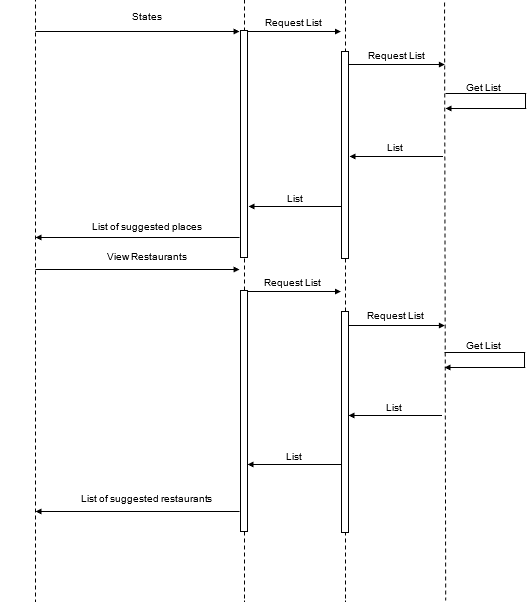 States
Request List
Request List
Get List
List
List
List of suggested places
View Restaurants
Request List
Request List
Get List
List
List
List of suggested restaurants